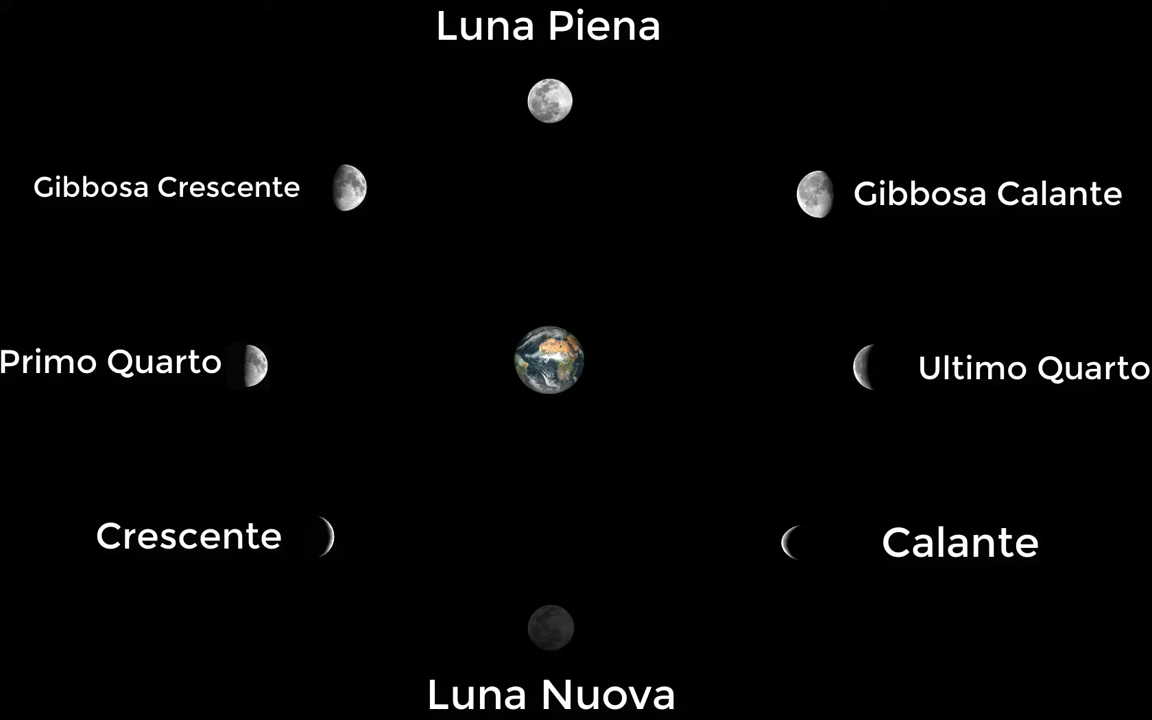 Luna Piena
Gibbosa Crescente
Gibbosa Calante
Primo Quarto
Ultimo Quarto
Crescente
Calante
Luna Nuova